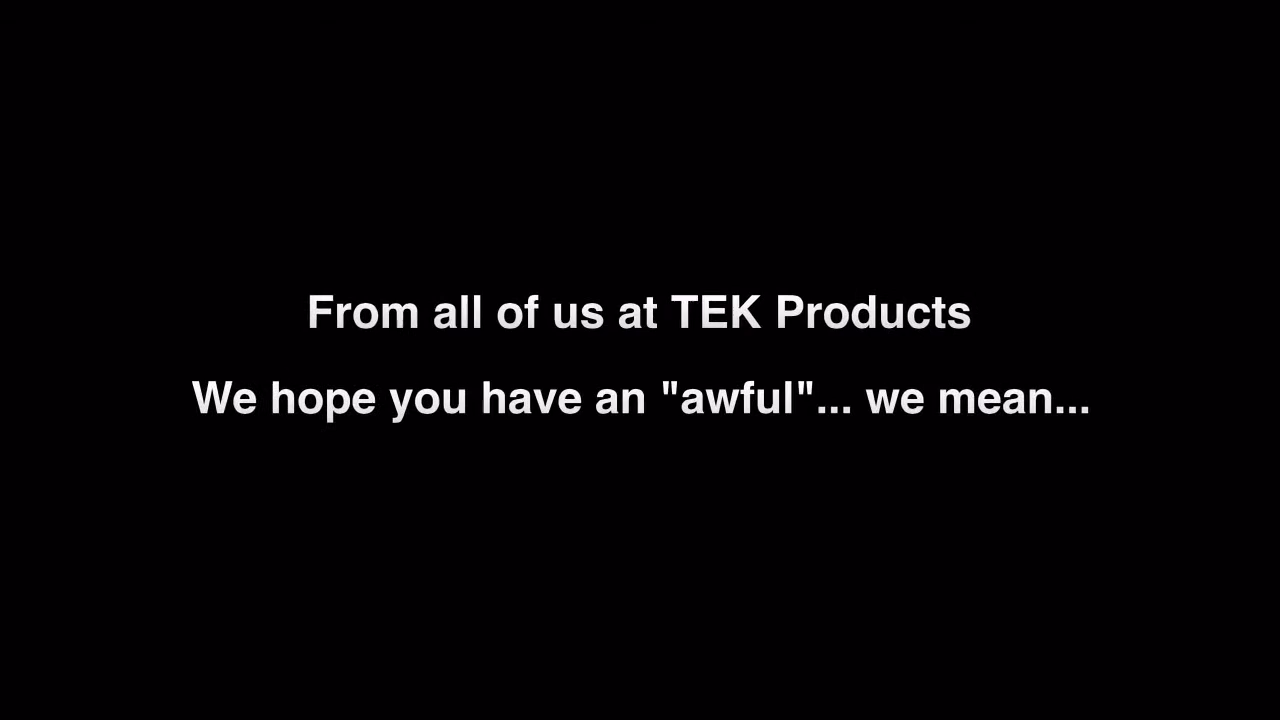 From all of us at TEK Products
We hope you have an "awful"... we mean...